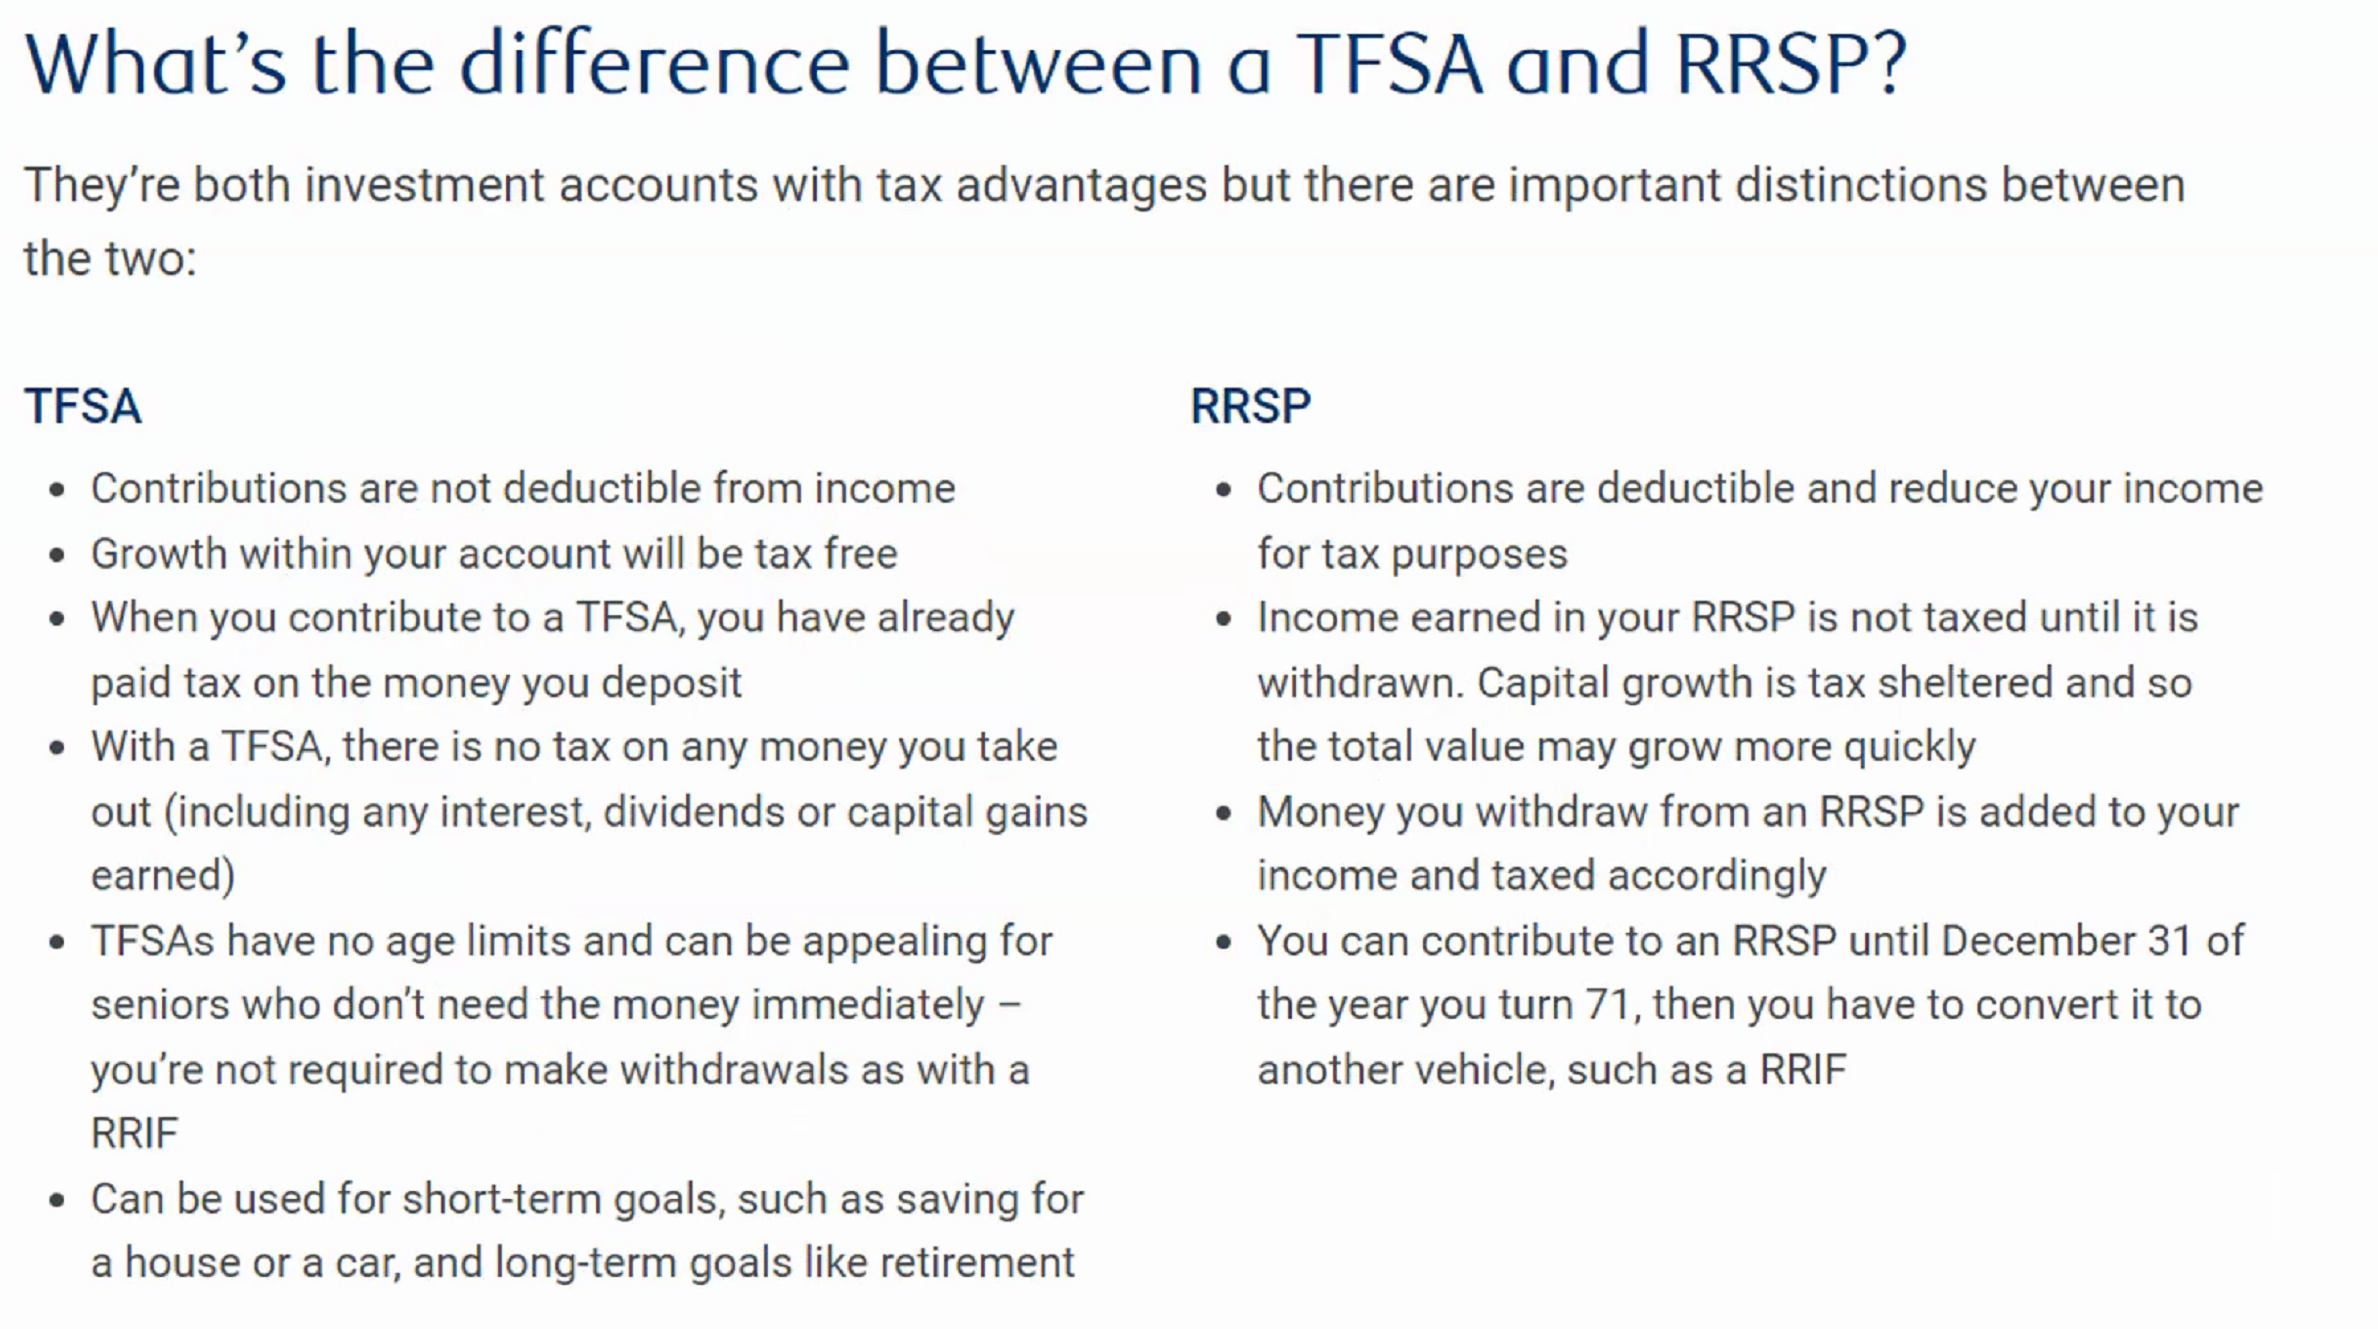 What's the difference between a TFSA and RRSP?
They're both investment accounts with tax advantages but there are important distinctions between
the two:
TFSA
• Contributions are not deductible from income
• Growth within your account will be tax free
• When you contribute to a TFSA, you have already
paid tax on the money you deposit
• With a TFSA, there is no tax on any money you take
out (including any interest, dividends or capital gains
earned)
• TFSAs have no age limits and can be appealing for
seniors who don't need the money immediately –
you're not required to make withdrawals as with a
RRIF
• Can be used for short-term goals, such as saving for
a house or a car, and long-term goals like retirement
RRSP
• Contributions are deductible and reduce your income
for tax purposes
• Income earned in your RRSP is not taxed until it is
withdrawn. Capital growth is tax sheltered and so
the total value may grow more quickly
• Money you withdraw from an RRSP is added to your
income and taxed accordingly
• You can contribute to an RRSP until December 31 of
the year you turn 71, then you have to convert it to
another vehicle, such as a RRIF